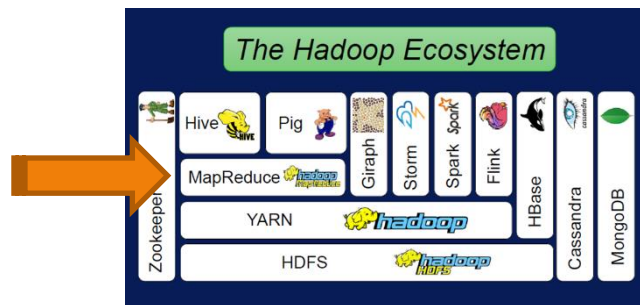 The Hadoop Ecosystem
Zookeeper
Hive
HIVE
Pig
Giraph
Storm
Spark
Spark
Flink
HBase
cassandra
Cassandra
MongoDB
MapReduce
hadoop
MapReduce
YARN
hadoop
HDFS
hadoop
HDFS